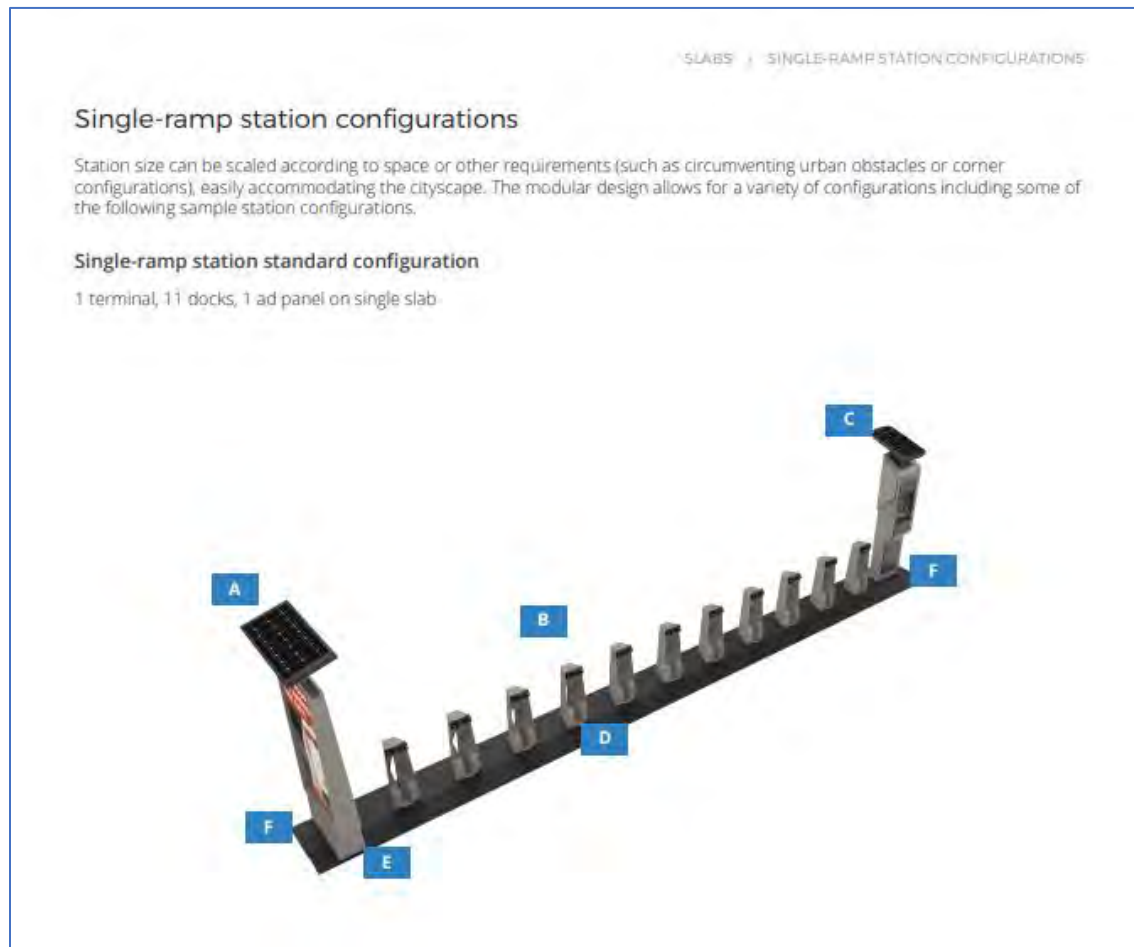 SLABS › SINGLE-RAMP STATION CONFIGURATIONS
Single-ramp station configurations
Station size can be scaled according to space or other requirements (such as circumventing urban obstacles or corner
configurations), easily accommodating the cityscape. The modular design allows for a variety of configurations including some of
the following sample station configurations.
Single-ramp station standard configuration
1 terminal, 11 docks, 1 ad panel on single slab
C
F
A
B
D
F
E